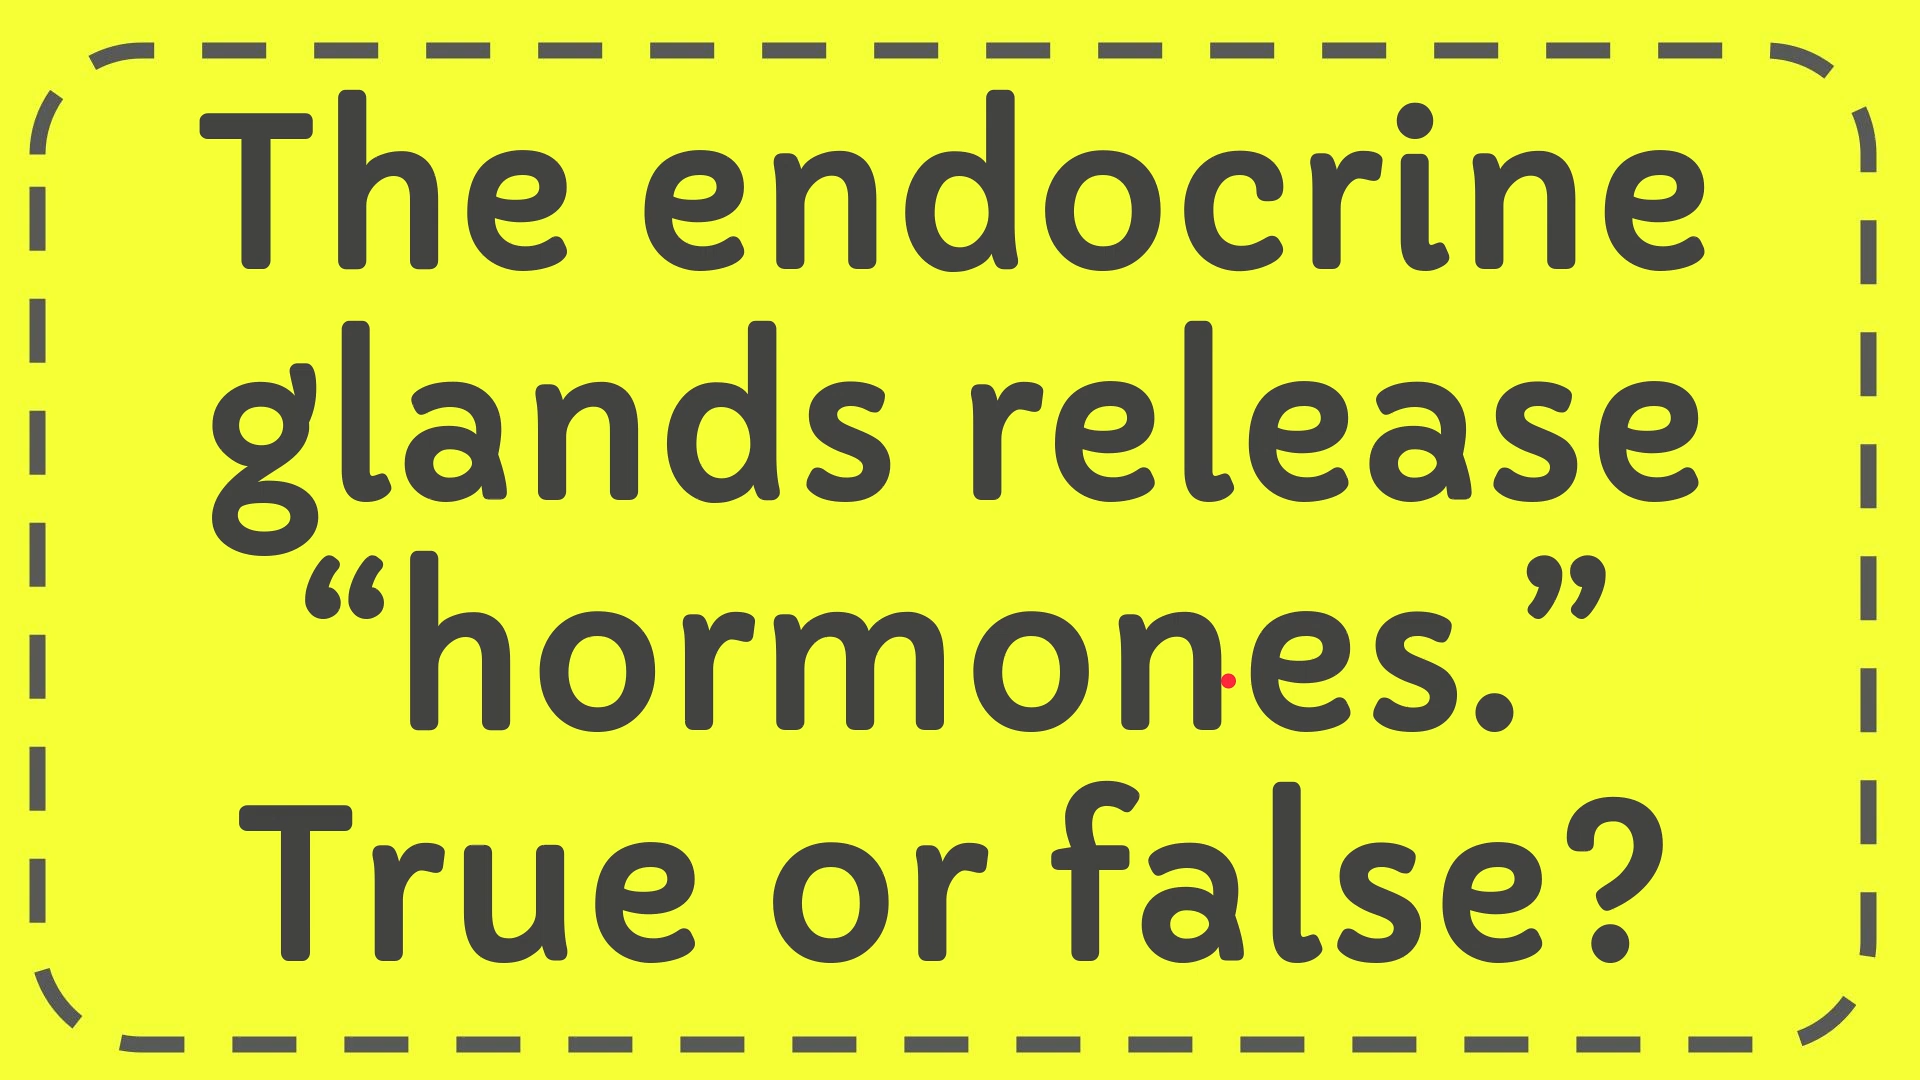 The endocrine
glands release
“hormones.”
True or false?